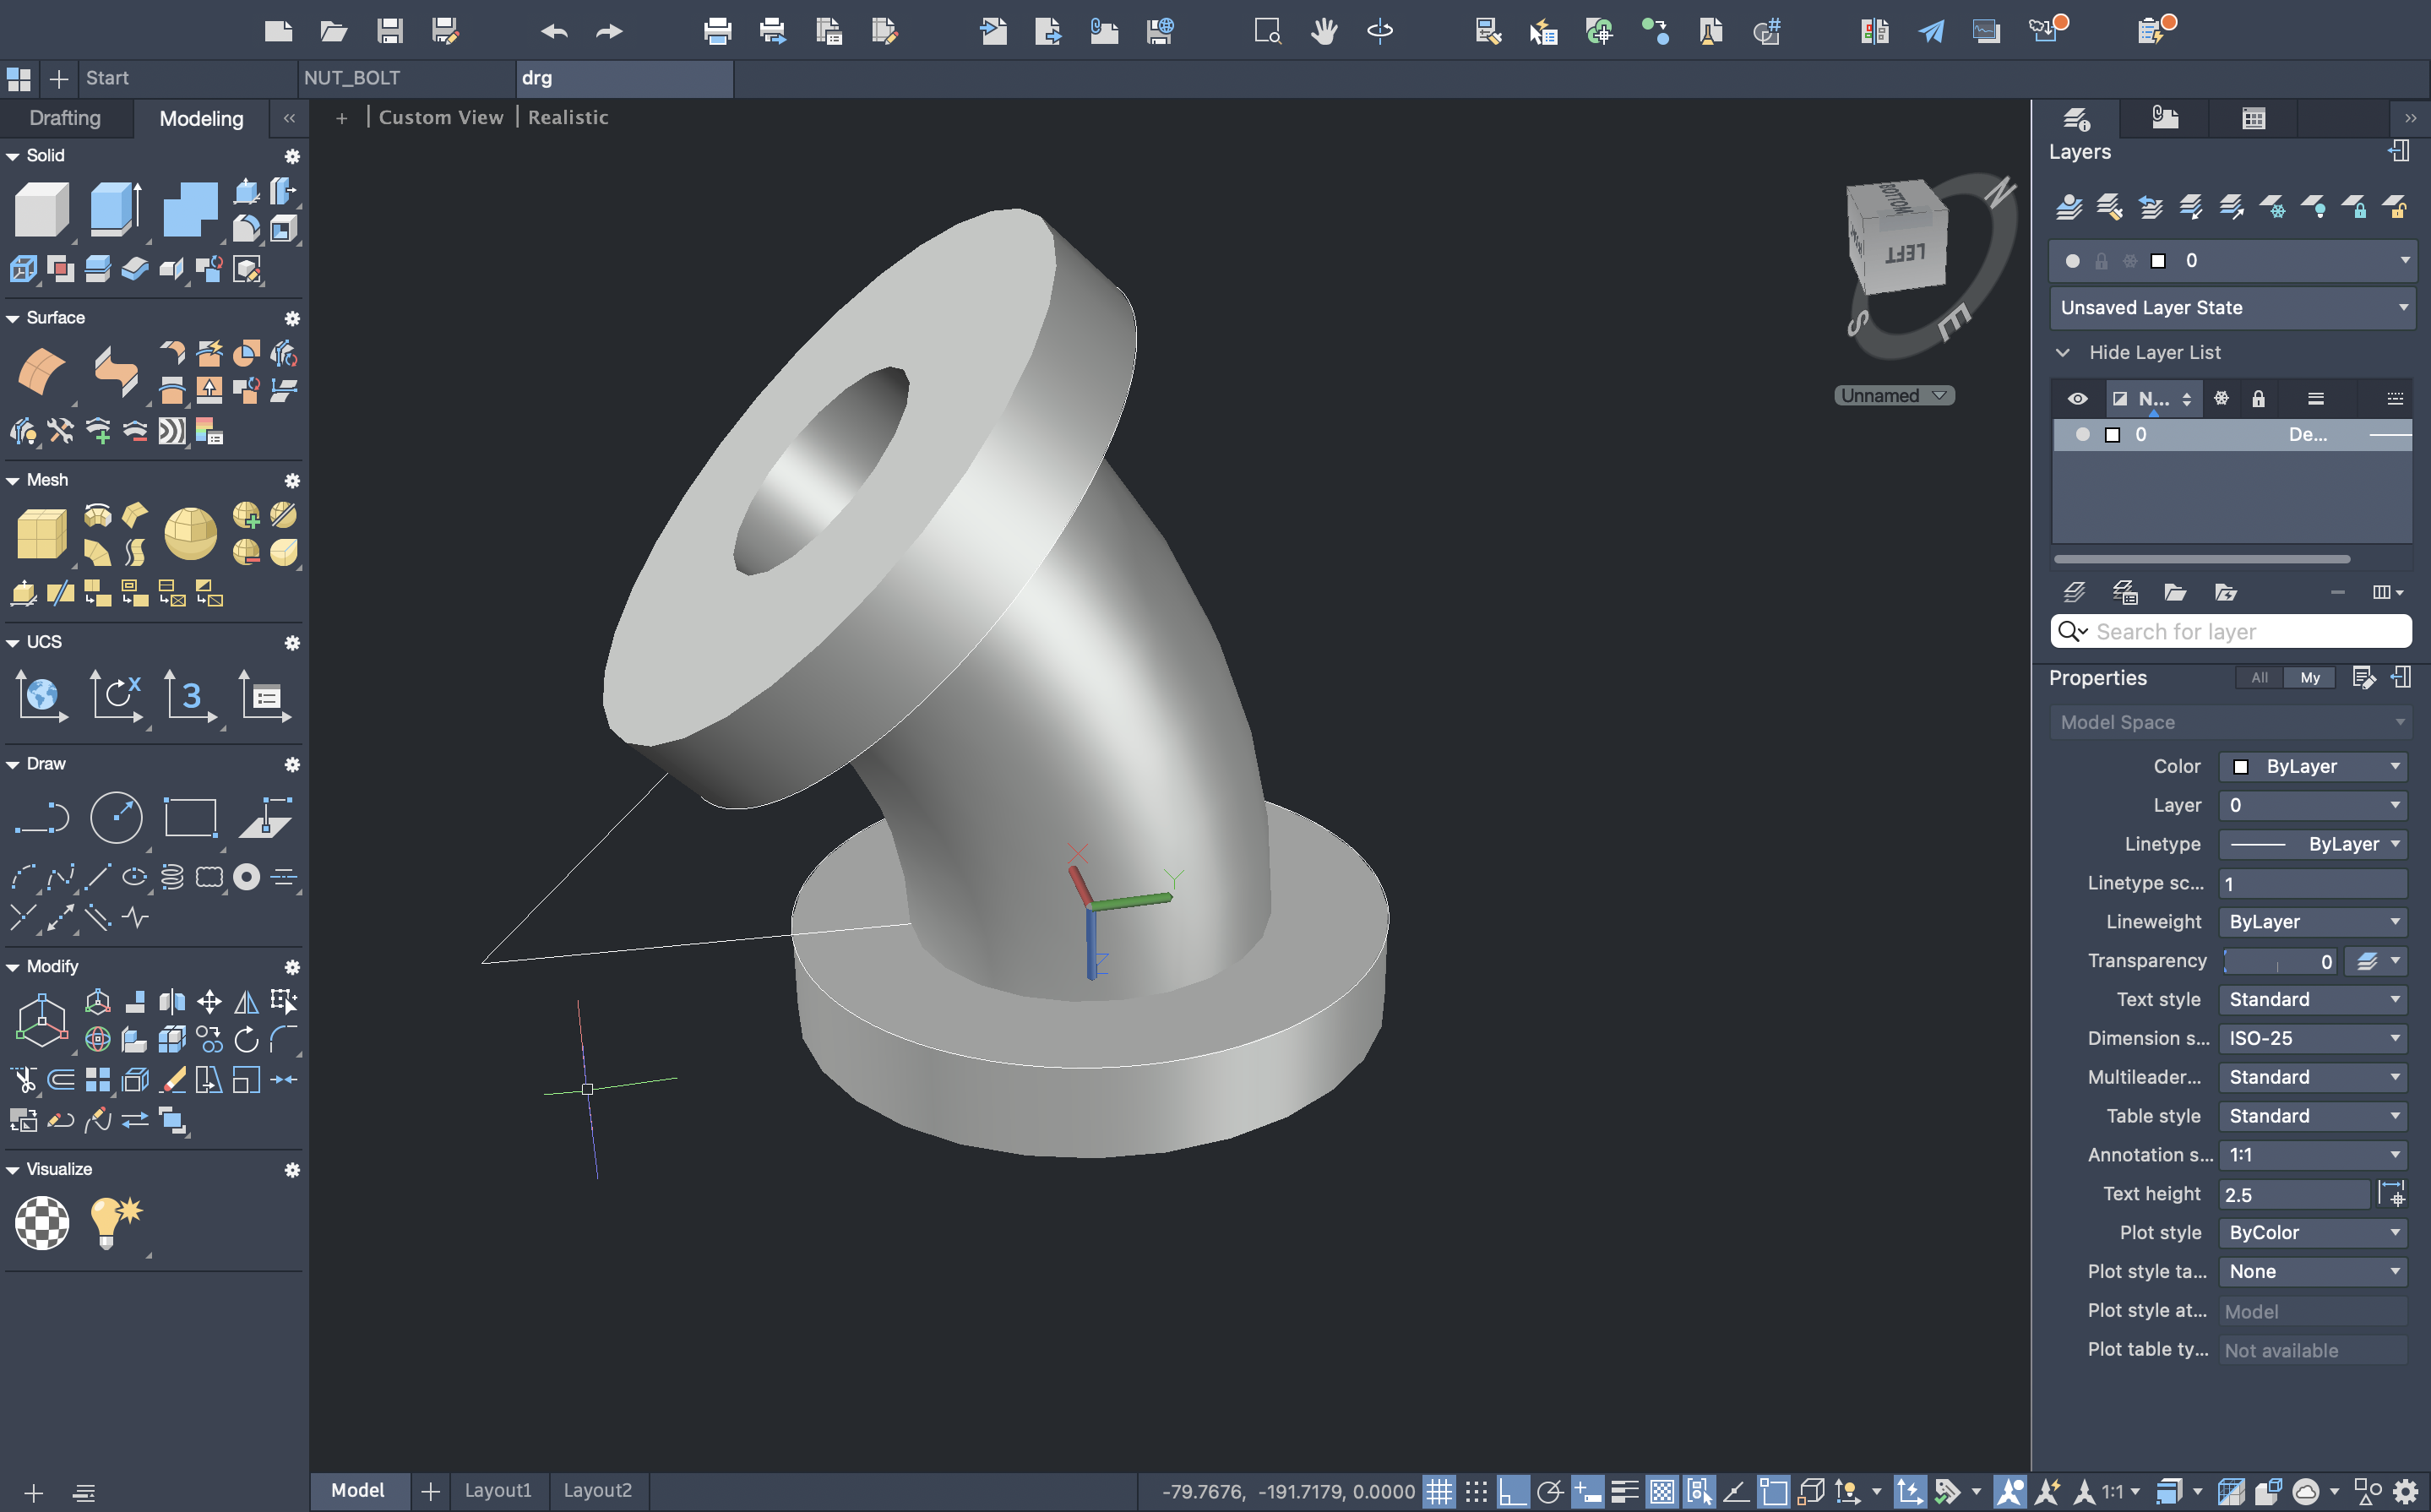 Start
NUT_BOLT
drg
Drafting
Modeling
Solid
Surface
Mesh
UCS
X
3
Draw
Modify
Visualize
+ | Custom View | Realistic
BOTTOM
LEFT
N
E
S
Unnamed
X
Y
Z
Layers
0
Unsaved Layer State
Hide Layer List
N...
0 De...
Search for layer
Properties
All My
Model Space
Color ByLayer
Layer 0
Linetype ByLayer
Linetype sc... 1
Lineweight ByLayer
Transparency 0
Text style Standard
Dimension s... ISO-25
Multileader... Standard
Table style Standard
Annotation s... 1:1
Text height 2.5
Plot style ByColor
Plot style ta... None
Plot style at... Model
Plot table ty... Not available
Model
Layout1
Layout2
-79.7676, -191.7179, 0.0000
1:1